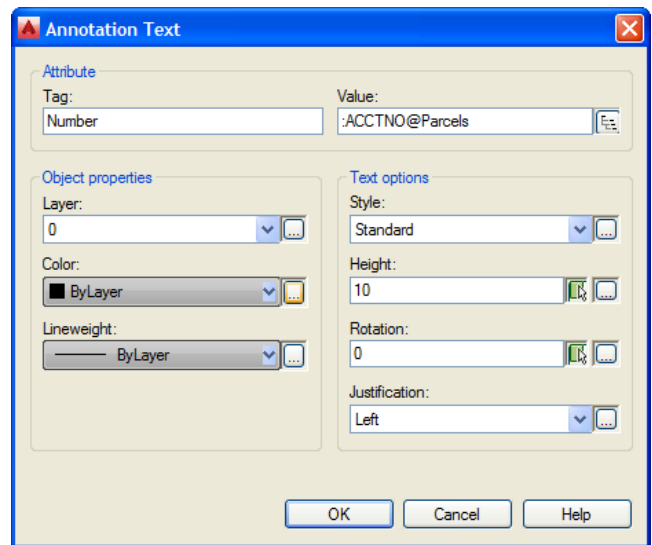 Annotation Text
Attribute
Tag:
Value:
Number
:ACCTNO@Parcels
Object properties
Layer:
0
...
Color:
ByLayer
...
Lineweight:
ByLayer
...
Text options
Style:
Standard
...
Height:
10
...
Rotation:
0
...
Justification:
Left
...
OK
Cancel
Help